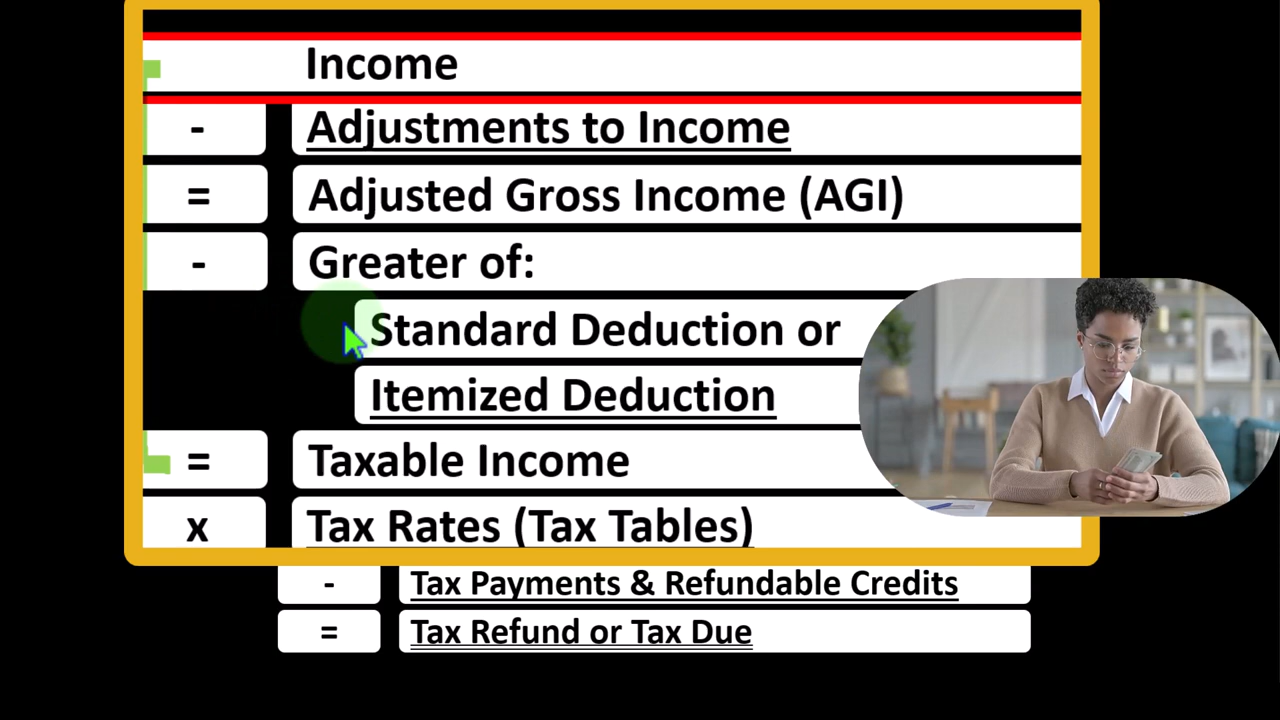 Income
- Adjustments to Income
= Adjusted Gross Income (AGI)
- Greater of:
Standard Deduction or
Itemized Deduction
= Taxable Income
x Tax Rates (Tax Tables)
- Tax Payments & Refundable Credits
= Tax Refund or Tax Due